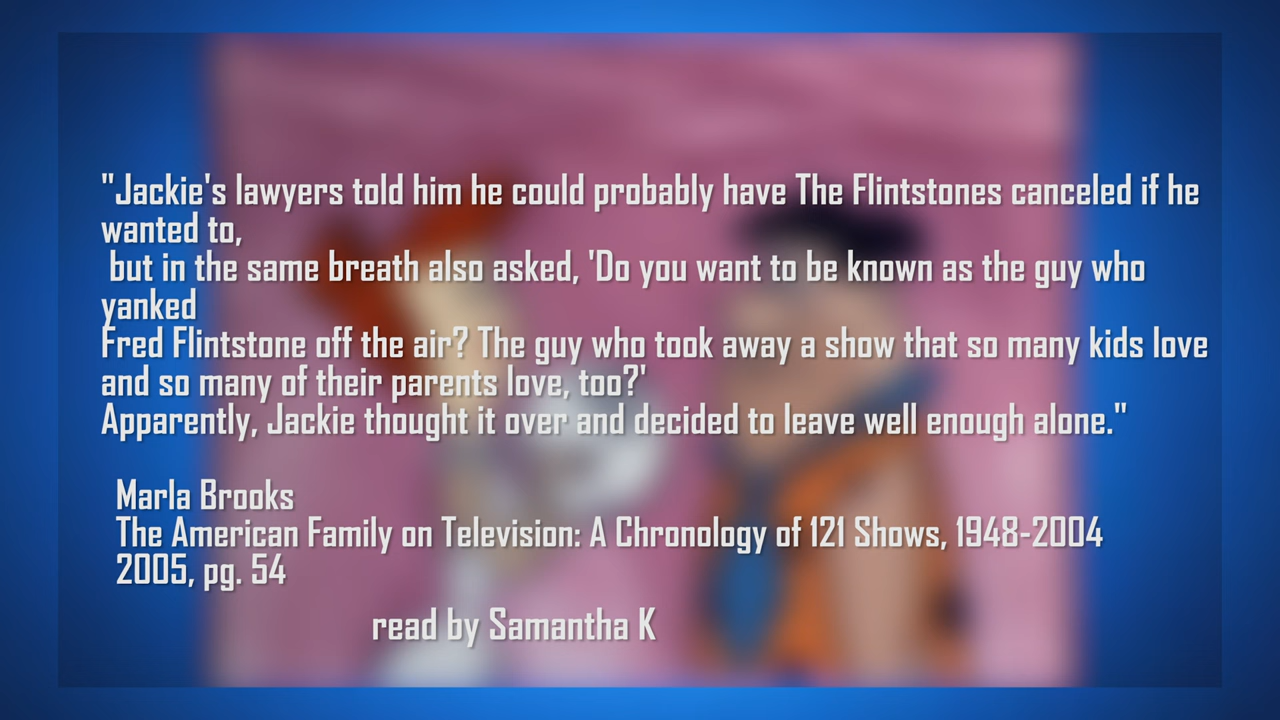 "Jackie's lawyers told him he could probably have The Flintstones canceled if he
wanted to,
but in the same breath also asked, 'Do you want to be known as the guy who
yanked
Fred Flintstone off the air? The guy who took away a show that so many kids love
and so many of their parents love, too?'
Apparently, Jackie thought it over and decided to leave well enough alone."
Marla Brooks
The American Family on Television: A Chronology of 121 Shows, 1948-2004
2005, pg. 54
read by Samantha K